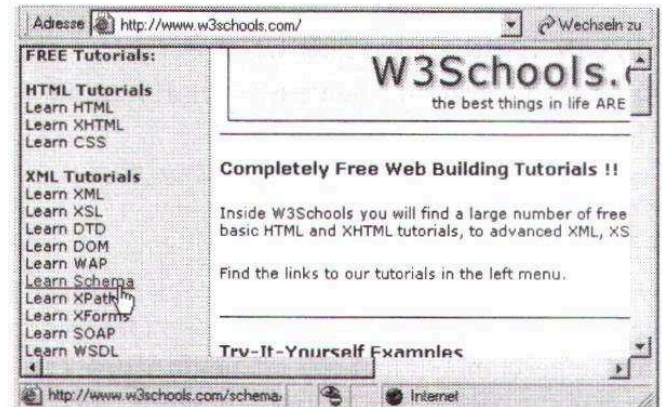 Adresse http://www.w3schools.com/ Wechseln zu
FREE Tutorials:
HTML Tutorials
Learn HTML
Learn XHTML
Learn CSS
XML Tutorials
Learn XML
Learn XSL
Learn DTD
Learn DOM
Learn WAP
Learn Schema
Learn XPath
Learn XForms
Learn SOAP
Learn WSDL
W3Schools.
the best things in life ARE
Completely Free Web Building Tutorials !!
Inside W3Schools you will find a large number of free
basic HTML and XHTML tutorials, to advanced XML, XS
Find the links to our tutorials in the left menu.
Try-It-Yourself Examples
http://www.w3schools.com/schema/ Internet